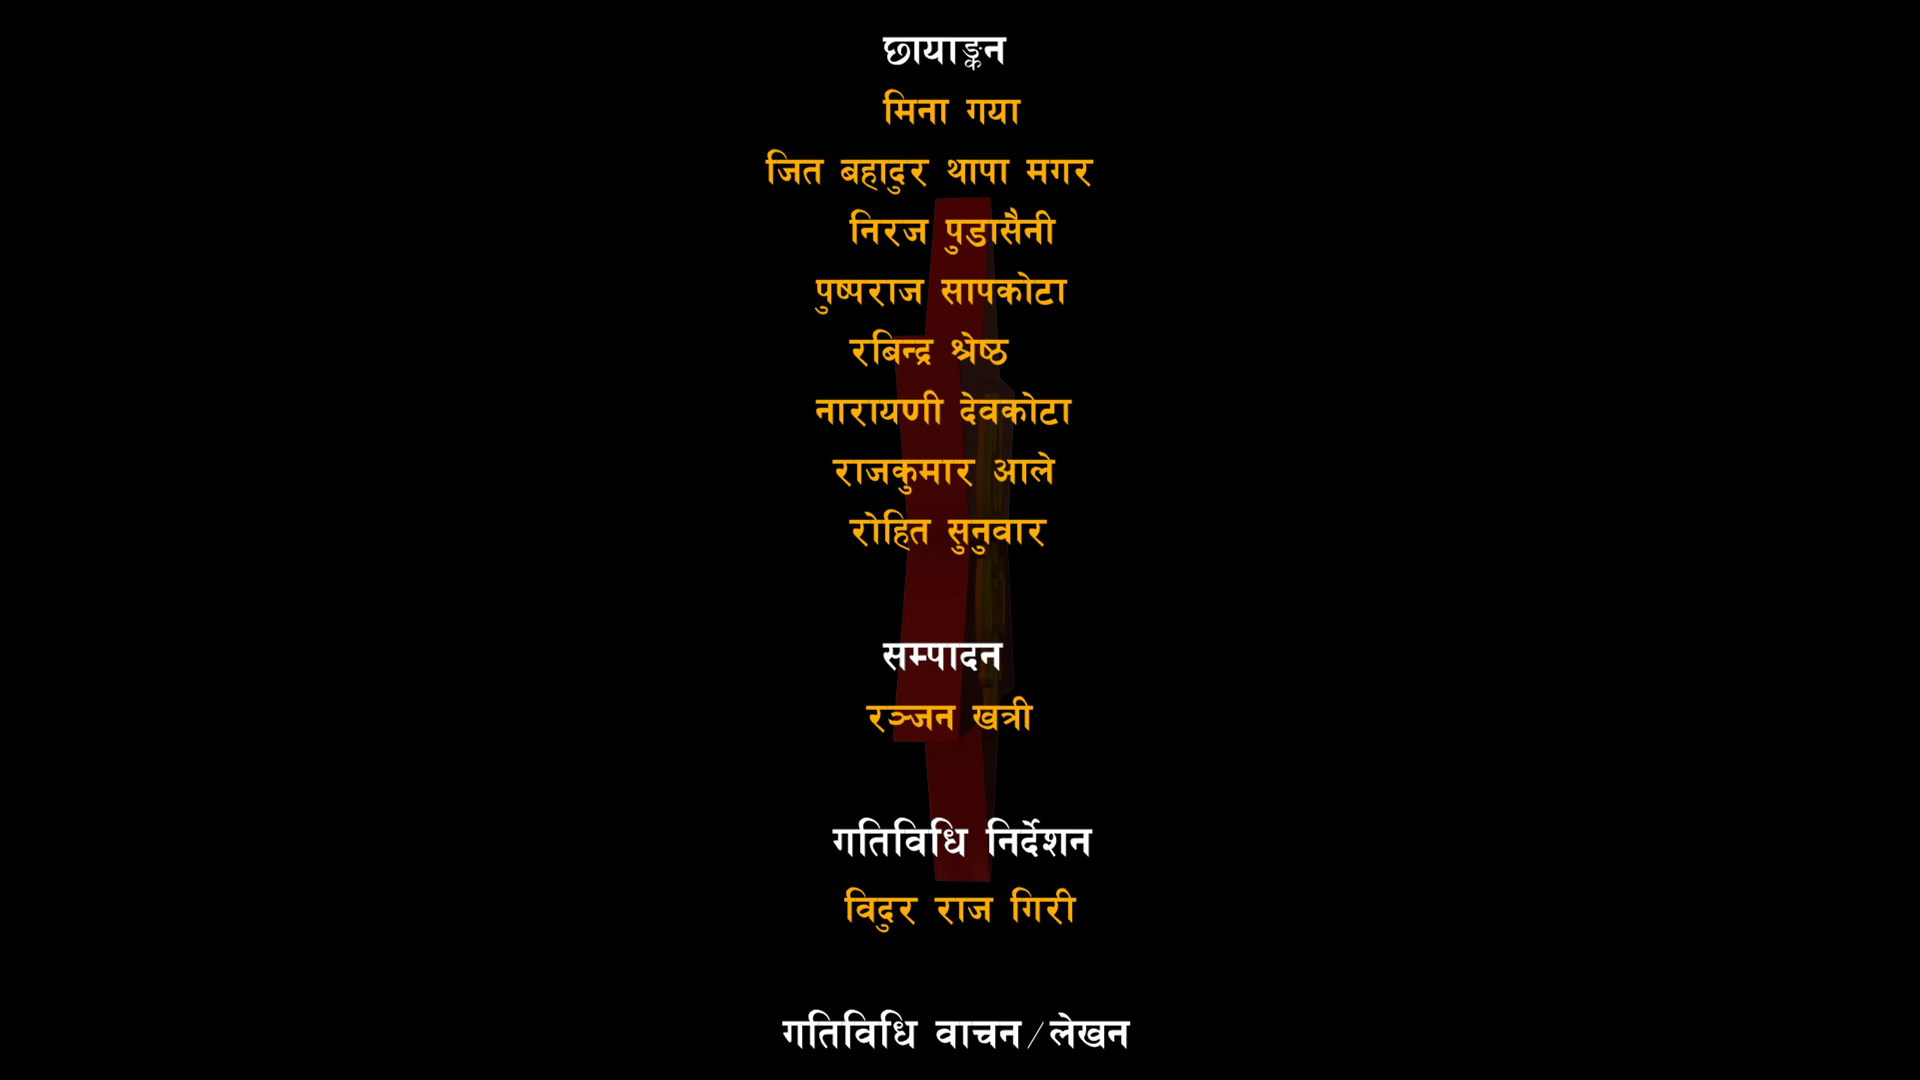 छायाङ्कन
मिना गया
जित बहादुर थापा मगर
निरज पुडासैनी
पुष्पराज सापकोटा
रबिन्द्र श्रेष्ठ
नारायणी देवकोटा
राजकुमार आले
रोहित सुनुवार
सम्पादन
रञ्जन खत्री
गतिविधि निर्देशन
विदुर राज गिरी
गतिविधि वाचन/लेखन